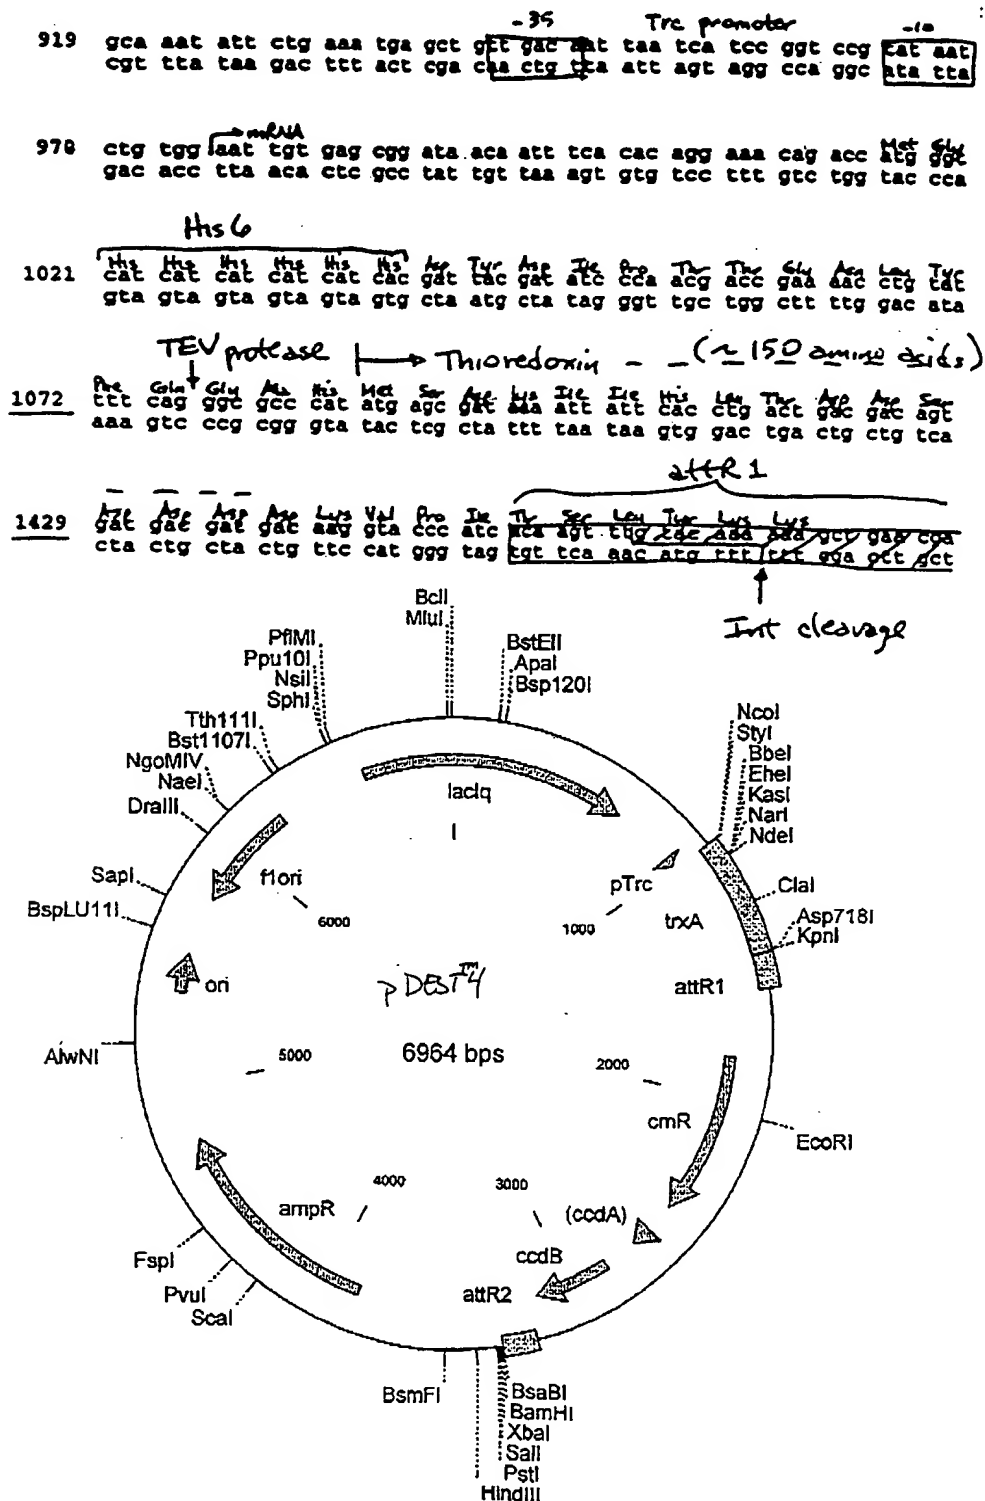 -35 Trc promoter -10
919 gca aat att ctg aaa tga gct gtt gac aat taa tca tcc ggt ccg tat aat
cgt tta taa gac ttt act cga caa ctg tta att agt agg cca ggc ata tta
mRNA Met Gly
978 ctg tgg aat tgt gag cgg ata aca att tca cac agg aaa cag acc atg ggt
gac acc tta aca ctc gcc tat tgt taa agt gtg tcc ttt gtc tgg tac cca
His 6
His His His His His His Asp Tyr Asp Ile Pro Thr Thr Glu Asn Leu Tyr
1021 cat cat cat cat cat cac gat tac gat atc cca acg acc gaa aac ctg tat
gta gta gta gta gta gtg cta atg cta tag ggt tgc tgg ctt ttg gac ata
TEV protease Thioredoxin - - (~ 150 amino acids)
Phe Gln Gly Ala His Met Ser Asp Lys Ile Ile His Leu Thr Asp Asp Ser
1072 ttt cag ggc gcc cat atg agc gat aaa att att cac ctg act gac gac agt
aaa gtc ccg cgg gta tac tcg cta ttt taa taa gtg gac tga ctg ctg tca
attR1
Asp Asp Asp Asp Lys Val Pro Ile Thr Ser Leu Tyr Lys Lys
1429 gat gac gat gac aag gta ccc atc aca agt ttg tac aaa aaa gct gaa cga
cta ctg cta ctg ttc cat ggg tag tgt tca aac atg ttt ttt cga ctt gct
Int cleavage
BclI
MluI
PflMI
Ppu10I
NsiI
SphI
BstEII
ApaI
Bsp120I
Tth111I
Bst1107I
NgoMIV
NaeI
DraIII
NcoI
StyI
BbeI
EheI
KasI
NarI
NdeI
lacIq
SapI
BspLU11I
f1ori
6000
pTrc
1000
trxA
ClaI
Asp718I
KpnI
ori
pDEST™4
attR1
AlwNI
5000
6964 bps
2000
cmR
EcoRI
4000
3000
ampR
(ccdA)
ccdB
attR2
FspI
PvuI
ScaI
BsmFI
BsaBI
BamHI
XbaI
SalI
PstI
HindIII